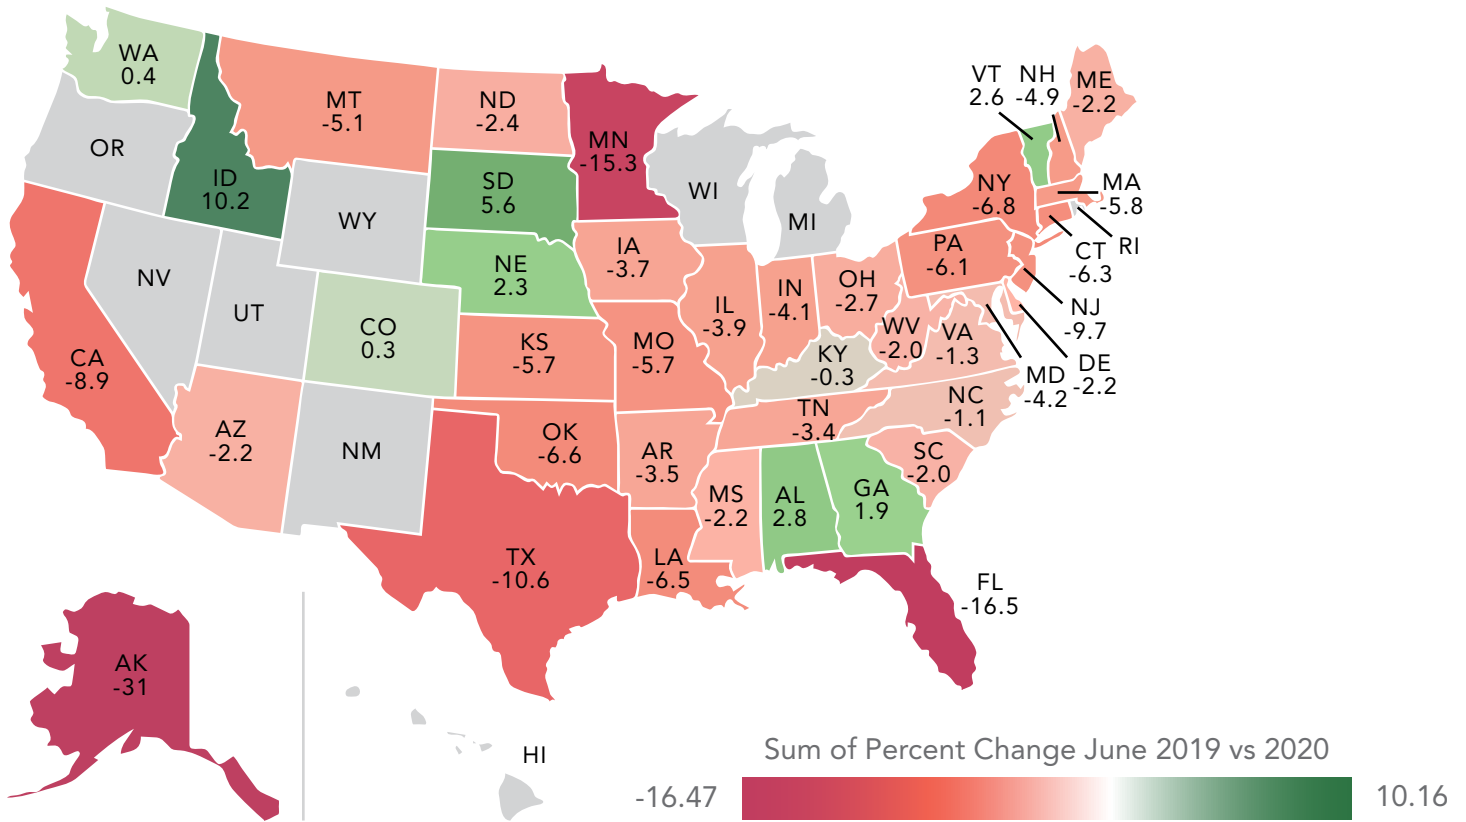 WA
0.4
OR
CA
-8.9
NV
ID
10.2
MT
-5.1
WY
UT
AZ
-2.2
CO
0.3
NM
ND
-2.4
SD
5.6
NE
2.3
KS
-5.7
OK
-6.6
TX
-10.6
MN
-15.3
IA
-3.7
MO
-5.7
AR
-3.5
LA
-6.5
WI
IL
-3.9
MI
IN
-4.1
OH
-2.7
KY
-0.3
TN
-3.4
MS
-2.2
AL
2.8
GA
1.9
FL
-16.5
SC
-2.0
NC
-1.1
VA
-1.3
WV
-2.0
PA
-6.1
NY
-6.8
VT
2.6
NH
-4.9
ME
-2.2
MA
-5.8
RI
CT
-6.3
NJ
-9.7
DE
-2.2
MD
-4.2
AK
-31
HI
Sum of Percent Change June 2019 vs 2020
-16.47
10.16